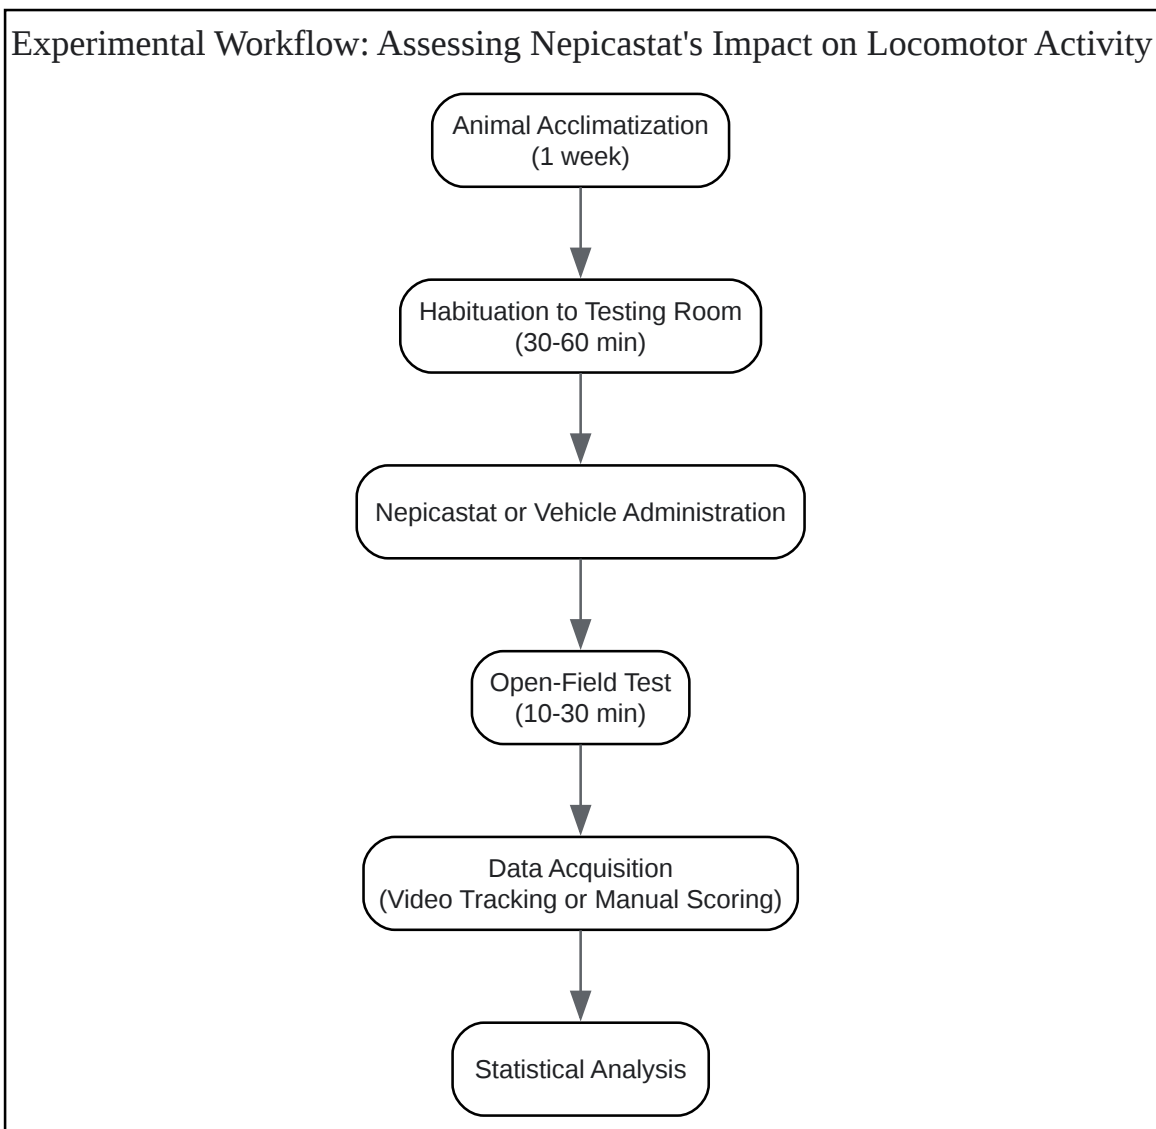 Experimental Workflow: Assessing Nepicastat's Impact on Locomotor Activity
Animal Acclimatization
(1 week)
Habituation to Testing Room
(30-60 min)
Nepicastat or Vehicle Administration
Open-Field Test
(10-30 min)
Data Acquisition
(Video Tracking or Manual Scoring)
Statistical Analysis